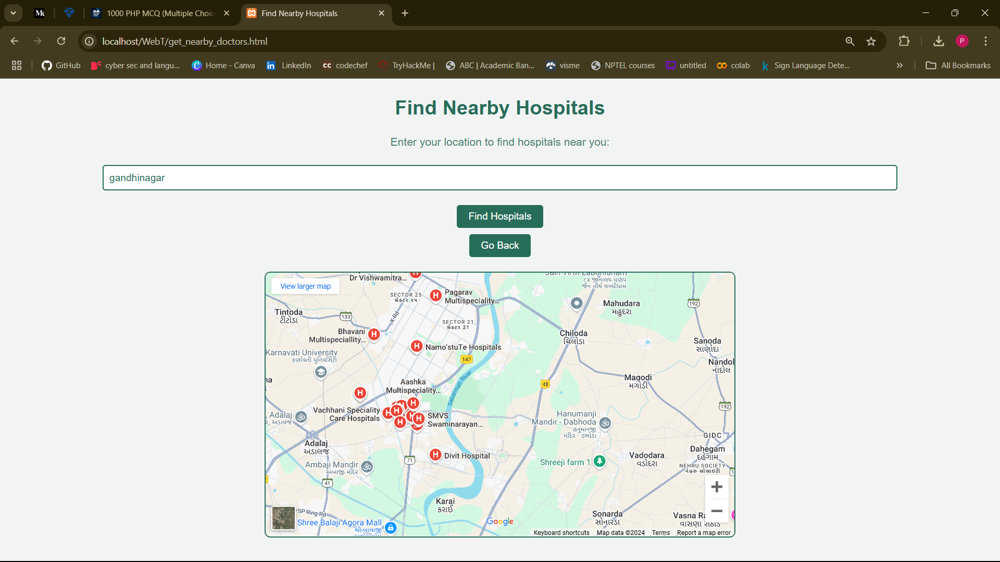 1000 PHP MCQ (Multiple Choic
Find Nearby Hospitals
localhost/WebT/get_nearby_doctors.html
P
GitHub
cyber sec and langu...
Home - Canva
LinkedIn
codechef
TryHackMe |
ABC | Academic Ban...
visme
NPTEL courses
untitled
colab
Sign Language Dete...
All Bookmarks
Find Nearby Hospitals
Enter your location to find hospitals near you:
gandhinagar
Find Hospitals
Go Back
View larger map
Dr Vishwamitra...
SECTOR 25
સેક્ટર ૨૫
Pagarav
Multispeciality...
Mahudara
મહુદરા
192
Tintoda
ટીંટોડા
133
K Rd
SECTOR 21
સેક્ટર 21
Bhavani
Multispeciallity...
Chiloda
ચિલોડા
Namo'stuTe Hospitals
Sanoda
સાણોદા
Karnavati University
કર્ણાવતી યુનિવર્સિટી
147
Nandol
નાંદોલ
Sabarmati River
Aashka
Multispeciality...
48
Magodi
મગોડી
192
Vachhani Speciality
Care Hospitals
SMVS
Swaminarayan...
, Adalaj
Hanumanji
Mandir - Dabhoda
હનુમાનજી
મંદિર - ડભોડા
GIDC
Adalaj
અડાલજ
Dahegam
દહેગામ
71
Divit Hospital
Vadodara
વડોદરા
Shreeji farm 1
NEHRU SOCIETY
નેહરુ સોસાઇટી
Ambaji Mandir
અંબાજી મંદિર
41
Karai
કરાઈ
SP Ring Rd
Shree Balaji Agora Mall
Google
Sonarda
સોનારડા
Vasna Ra
વાસણા રાઠોડ
Keyboard shortcuts
Map data ©2024
Terms
Report a map error